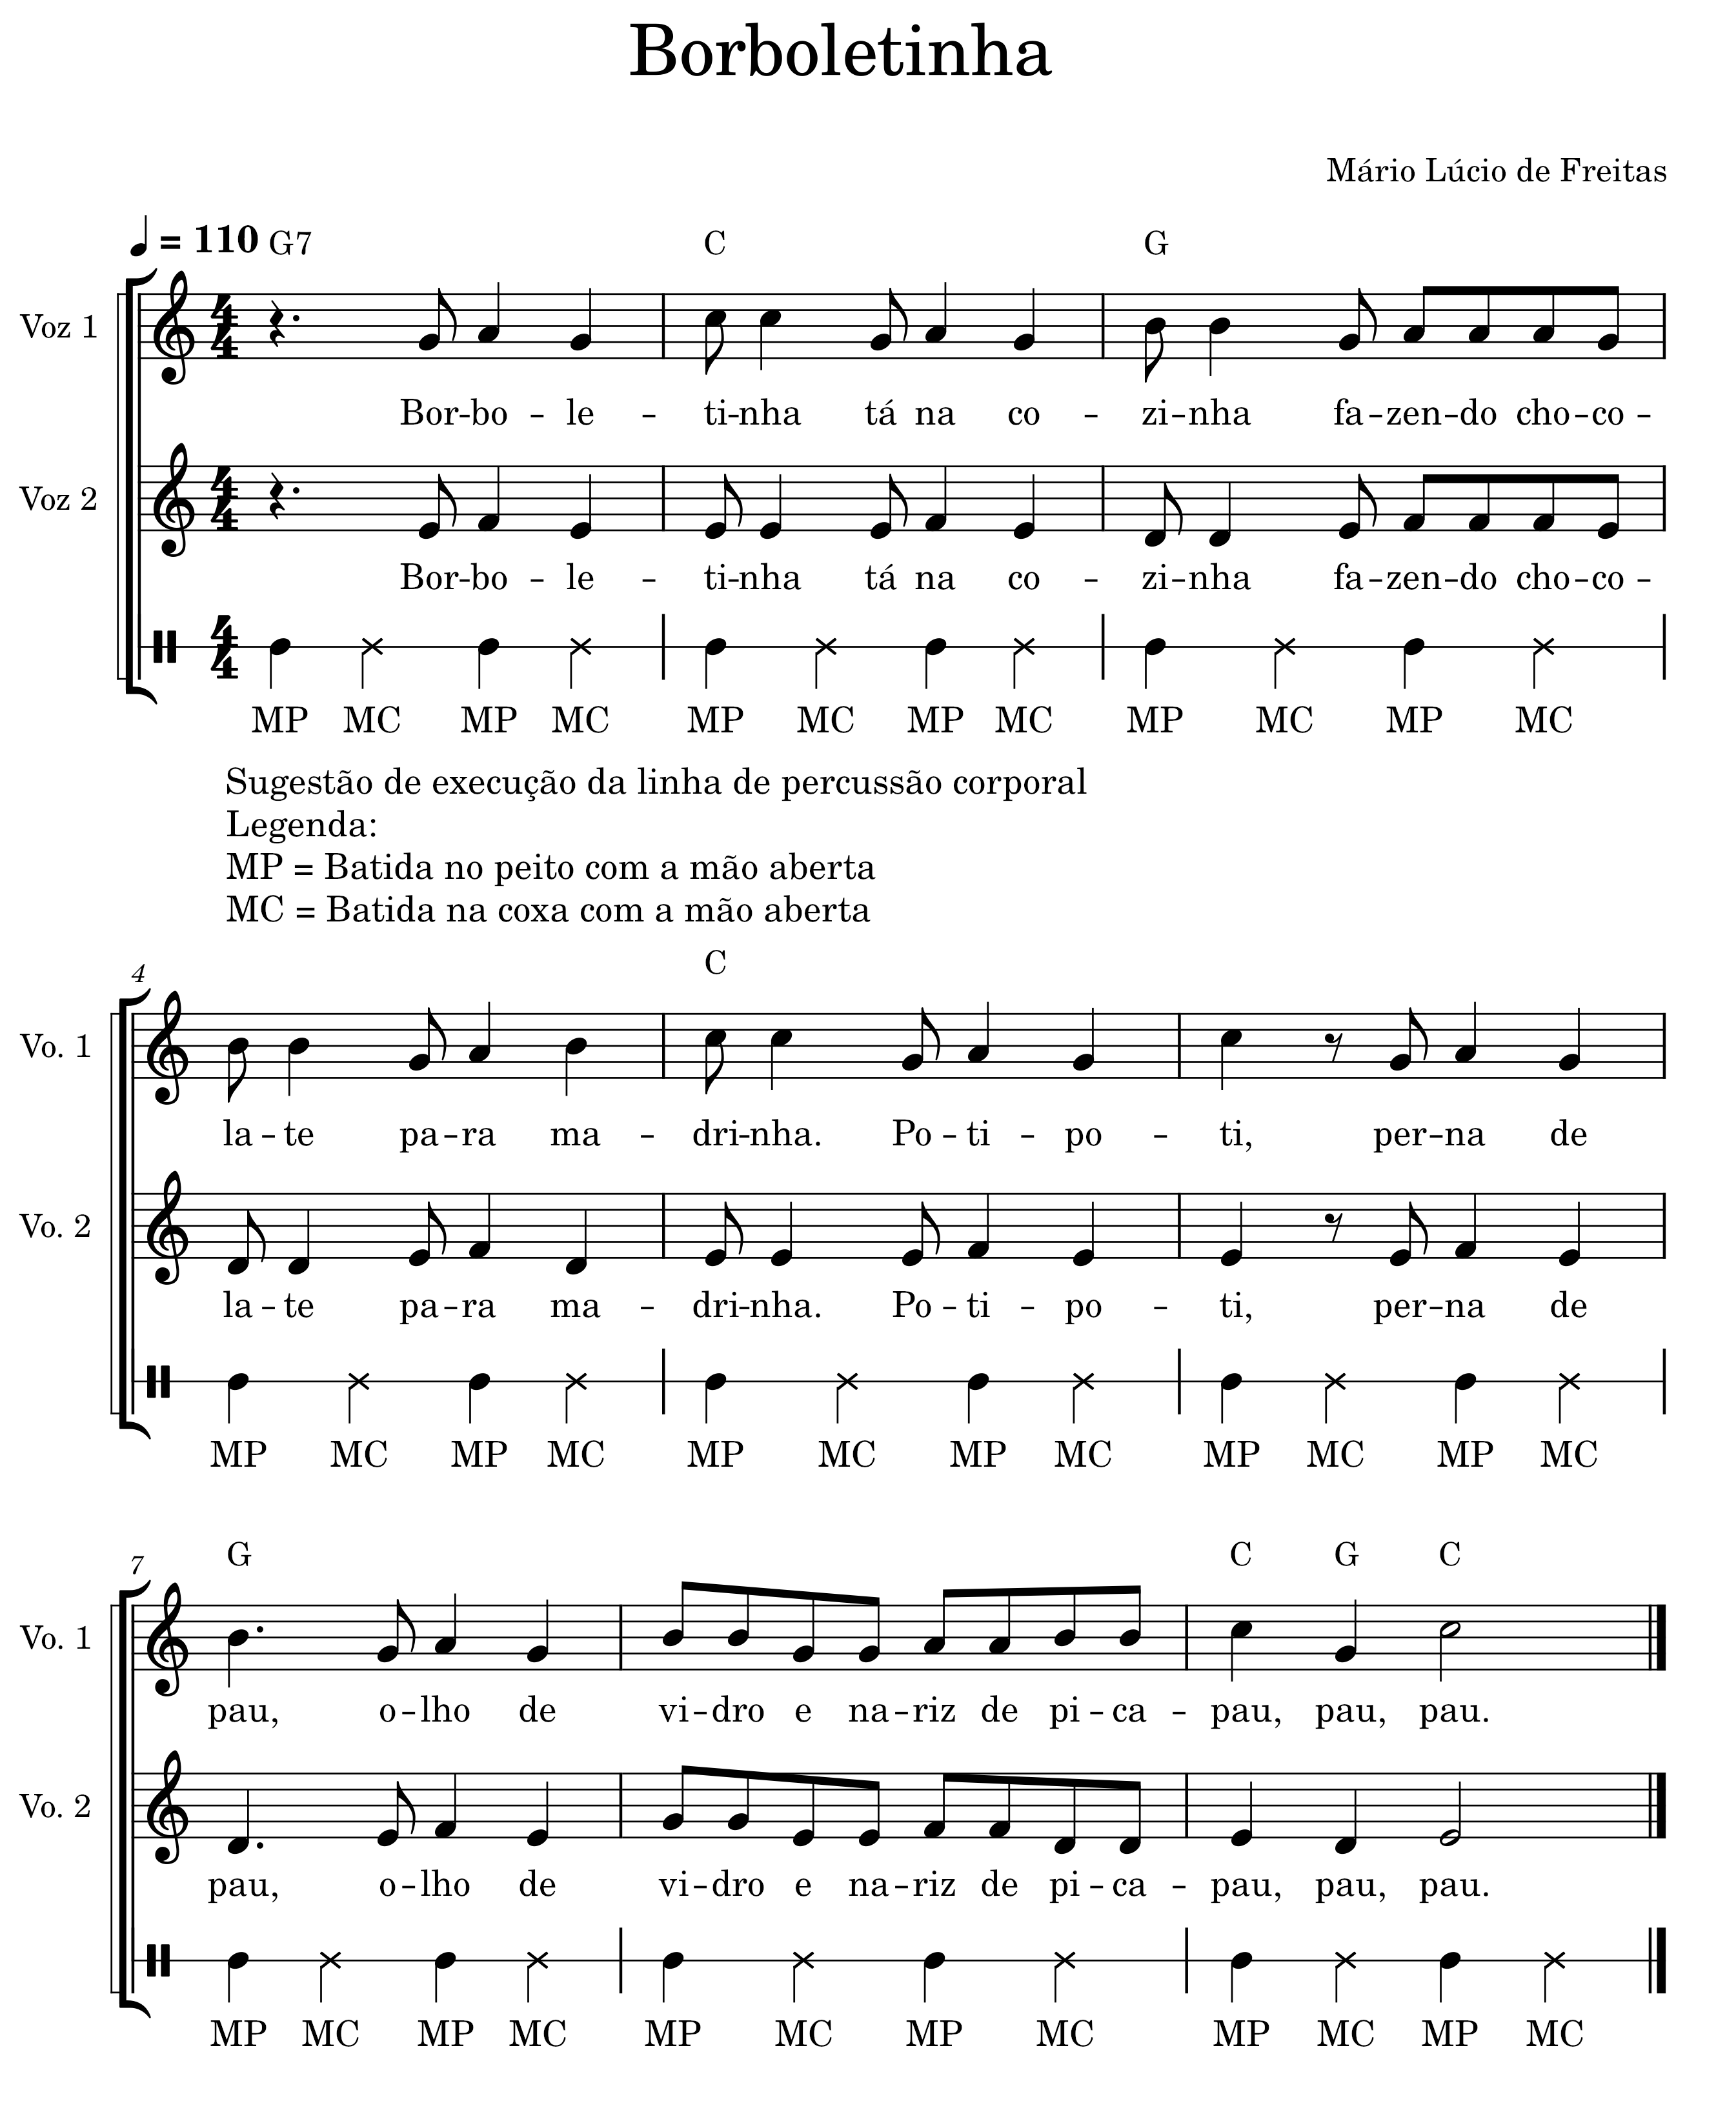 Borboletinha
Mário Lúcio de Freitas
= 110 G7 C G
4 4
Voz 1
Bor - bo - le - ti - nha tá na co - zi - nha fa - zen - do cho - co -
4 4
Voz 2
Bor - bo - le - ti - nha tá na co - zi - nha fa - zen - do cho - co -
4 4
MP MC MP MC MP MC MP MC MP MC MP MC
Sugestão de execução da linha de percussão corporal
Legenda:
MP = Batida no peito com a mão aberta
MC = Batida na coxa com a mão aberta
4 C
Vo. 1
la - te pa - ra ma - dri - nha. Po - ti - po - ti, per - na de
Vo. 2
la - te pa - ra ma - dri - nha. Po - ti - po - ti, per - na de
MP MC MP MC MP MC MP MC MP MC MP MC
7 G C G C
Vo. 1
pau, o - lho de vi - dro e na - riz de pi - ca - pau, pau, pau.
Vo. 2
pau, o - lho de vi - dro e na - riz de pi - ca - pau, pau, pau.
MP MC MP MC MP MC MP MC MP MC MP MC